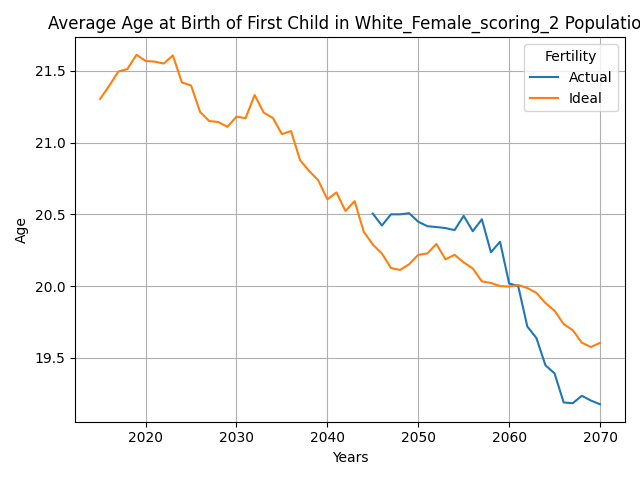 Average Age at Birth of First Child in White_Female_scoring_2 Populatio
Fertility
Actual
Ideal
21.5
21.0
20.5
20.0
19.5
Age
2020 2030 2040 2050 2060 2070
Years